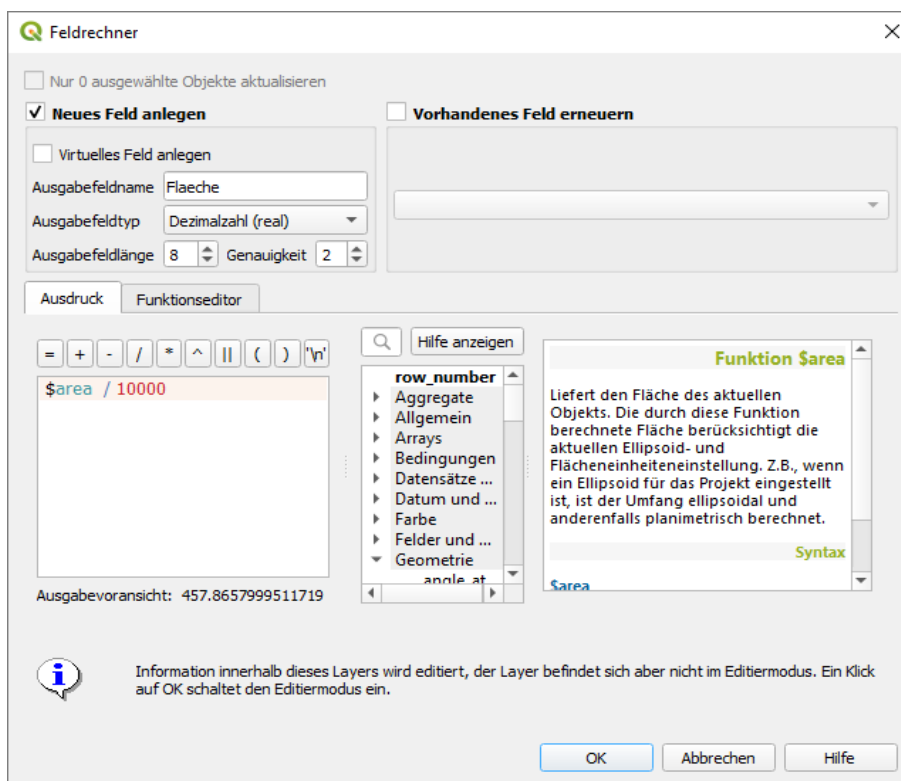 Feldrechner
Nur 0 ausgewählte Objekte aktualisieren
Neues Feld anlegen
Vorhandenes Feld erneuern
Virtuelles Feld anlegen
Ausgabefeldname Flaeche
Ausgabefeldtyp Dezimalzahl (real)
Ausgabefeldlänge 8 Genauigkeit 2
Ausdruck Funktionseditor
= + - / * ^ || ( ) '\n'
Hilfe anzeigen
$area / 10000
row_number
Aggregate
Allgemein
Arrays
Bedingungen
Datensätze ...
Datum und ...
Farbe
Felder und ...
Geometrie
angle_at
Funktion $area
Liefert den Fläche des aktuellen
Objekts. Die durch diese Funktion
berechnete Fläche berücksichtigt die
aktuellen Ellipsoid- und
Flächeneinheiteneinstellung. Z.B., wenn
ein Ellipsoid für das Projekt eingestellt
ist, ist der Umfang ellipsoidal und
anderenfalls planimetrisch berechnet.
Syntax
$area
Ausgabevoransicht: 457.8657999511719
Information innerhalb dieses Layers wird editiert, der Layer befindet sich aber nicht im Editiermodus. Ein Klick
auf OK schaltet den Editiermodus ein.
OK Abbrechen Hilfe